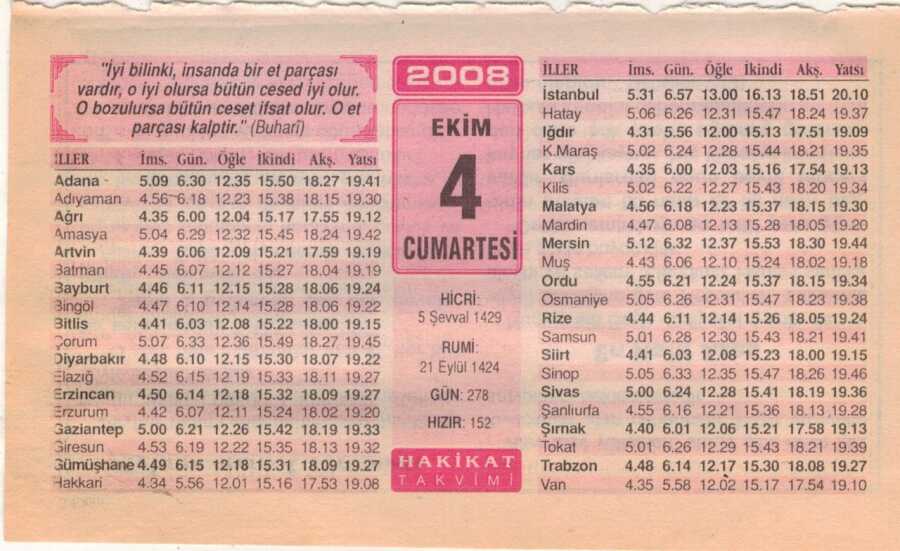 "İyi bilinki, insanda bir et parçası
vardır, o iyi olursa bütün cesed iyi olur.
O bozulursa bütün ceset ifsat olur. O et
parçası kalptir." (Buharî)
İLLER İms. Gün. Öğle İkindi Akş. Yatsı
Adana 5.09 6.30 12.35 15.50 18.27 19.41
Adıyaman 4.56 6.18 12.23 15.38 18.15 19.30
Ağrı 4.35 6.00 12.04 15.17 17.55 19.12
Amasya 5.04 6.29 12.32 15.45 18.24 19.42
Artvin 4.39 6.06 12.09 15.21 17.59 19.19
Batman 4.45 6.07 12.12 15.27 18.04 19.19
Bayburt 4.46 6.11 12.15 15.28 18.06 19.24
Bingöl 4.47 6.10 12.14 15.28 18.06 19.22
Bitlis 4.41 6.03 12.08 15.22 18.00 19.15
Çorum 5.07 6.33 12.36 15.49 18.27 19.45
Diyarbakır 4.48 6.10 12.15 15.30 18.07 19.22
Elazığ 4.52 6.15 12.19 15.33 18.11 19.27
Erzincan 4.50 6.14 12.18 15.32 18.09 19.27
Erzurum 4.42 6.07 12.11 15.24 18.02 19.20
Gaziantep 5.00 6.21 12.26 15.42 18.19 19.33
Giresun 4.53 6.19 12.22 15.35 18.13 19.32
Gümüşhane 4.49 6.15 12.18 15.31 18.09 19.27
Hakkari 4.34 5.56 12.01 15.16 17.53 19.08
2008
EKİM
4
CUMARTESİ
HİCRİ:
5 Şevval 1429
RUMİ:
21 Eylül 1424
GÜN: 278
HIZIR: 152
HAKİKAT
TAKVİMİ
İLLER İms. Gün. Öğle İkindi Akş. Yatsı
İstanbul 5.31 6.57 13.00 16.13 18.51 20.10
Hatay 5.06 6.26 12.31 15.47 18.24 19.37
Iğdır 4.31 5.56 12.00 15.13 17.51 19.09
K.Maraş 5.02 6.24 12.28 15.44 18.21 19.35
Kars 4.35 6.00 12.03 15.16 17.54 19.13
Kilis 5.02 6.22 12.27 15.43 18.20 19.34
Malatya 4.56 6.18 12.23 15.37 18.15 19.30
Mardin 4.47 6.08 12.13 15.28 18.05 19.20
Mersin 5.12 6.32 12.37 15.53 18.30 19.44
Muş 4.43 6.06 12.10 15.24 18.02 19.18
Ordu 4.55 6.21 12.24 15.37 18.15 19.34
Osmaniye 5.05 6.26 12.31 15.47 18.23 19.38
Rize 4.44 6.11 12.14 15.26 18.05 19.24
Samsun 5.01 6.28 12.30 15.43 18.21 19.41
Siirt 4.41 6.03 12.08 15.23 18.00 19.15
Sinop 5.05 6.33 12.35 15.47 18.26 19.46
Sivas 5.00 6.24 12.28 15.41 18.19 19.36
Şanlıurfa 4.55 6.16 12.21 15.36 18.13 19.28
Şırnak 4.40 6.01 12.06 15.21 17.58 19.13
Tokat 5.01 6.26 12.29 15.43 18.21 19.39
Trabzon 4.48 6.14 12.17 15.30 18.08 19.27
Van 4.35 5.58 12.02 15.17 17.54 19.10